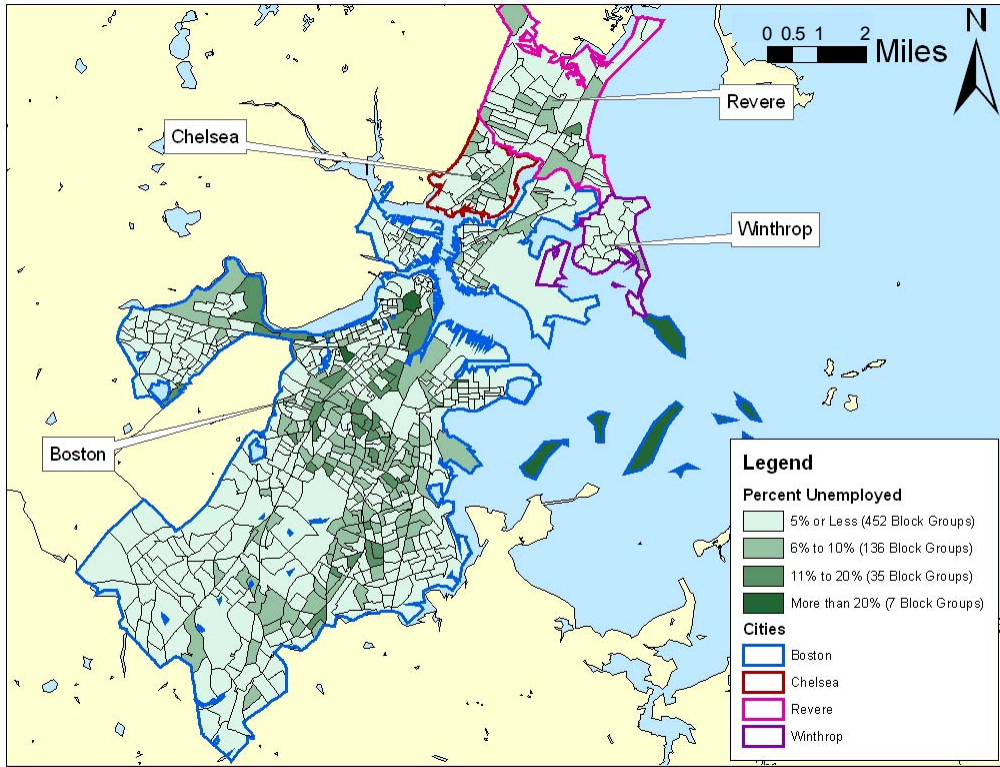 N
0 0.5 1 2
Miles
Revere
Chelsea
Winthrop
Boston
Legend
Percent Unemployed
5% or Less (452 Block Groups)
6% to 10% (136 Block Groups)
11% to 20% (35 Block Groups)
More than 20% (7 Block Groups)
Cities
Boston
Chelsea
Revere
Winthrop